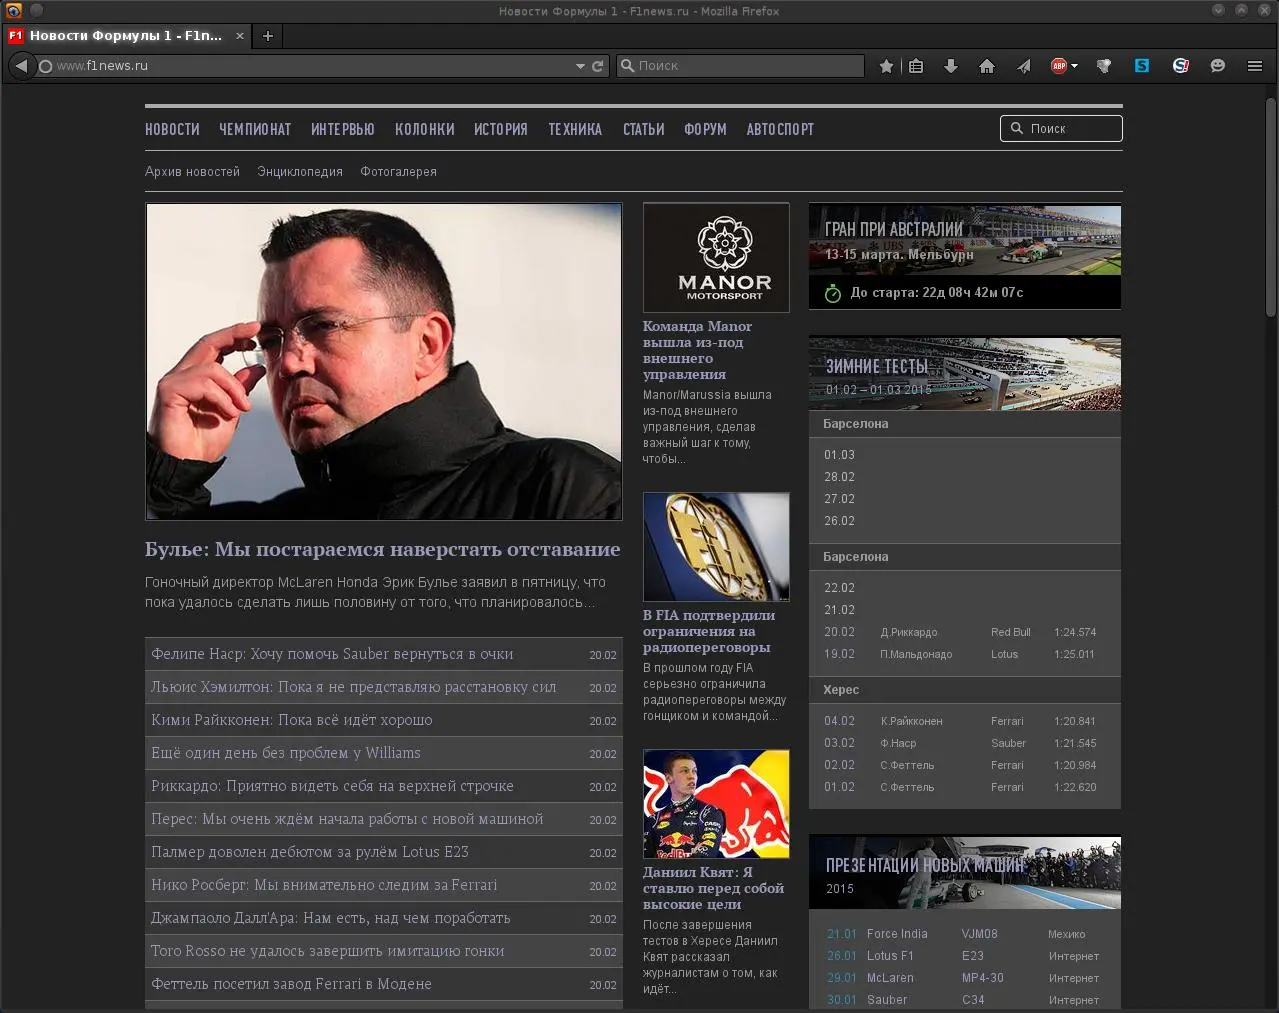 Новости Формулы 1 - F1news.ru - Mozilla Firefox
F1 Новости Формулы 1 - F1n...
www.f1news.ru
Поиск
ABP
НОВОСТИ ЧЕМПИОНАТ ИНТЕРВЬЮ КОЛОНКИ ИСТОРИЯ ТЕХНИКА СТАТЬИ ФОРУМ АВТОСПОРТ
Поиск
Архив новостей Энциклопедия Фотогалерея
Булье: Мы постараемся наверстать отставание
Гоночный директор McLaren Honda Эрик Булье заявил в пятницу, что
пока удалось сделать лишь половину от того, что планировалось...
Фелипе Наср: Хочу помочь Sauber вернуться в очки 20.02
Льюис Хэмилтон: Пока я не представляю расстановку сил 20.02
Кими Райкконен: Пока всё идёт хорошо 20.02
Ещё один день без проблем у Williams 20.02
Риккардо: Приятно видеть себя на верхней строчке 20.02
Перес: Мы очень ждём начала работы с новой машиной 20.02
Палмер доволен дебютом за рулём Lotus E23 20.02
Нико Росберг: Мы внимательно следим за Ferrari 20.02
Джампаоло Далл'Ара: Нам есть, над чем поработать 20.02
Toro Rosso не удалось завершить имитацию гонки 20.02
Феттель посетил завод Ferrari в Модене 20.02
MANOR
MOTORSPORT
Команда Manor
вышла из-под
внешнего
управления
Manor/Marussia вышла
из-под внешнего
управления, сделав
важный шаг к тому,
чтобы...
FIA
В FIA подтвердили
ограничения на
радиопереговоры
В прошлом году FIA
серьезно ограничила
радиопереговоры между
гонщиком и командой...
Red Bull
Даниил Квят: Я
ставлю перед собой
высокие цели
После завершения
тестов в Хересе Даниил
Квят рассказал
журналистам о том, как
идёт...
ГРАН ПРИ АВСТРАЛИИ
13-15 марта. Мельбурн
UBS UBS
До старта: 22д 08ч 42м 07с
ЗИМНИЕ ТЕСТЫ
01.02 – 01.03 2015
Барселона
01.03
28.02
27.02
26.02
Барселона
22.02
21.02
20.02 Д.Риккардо Red Bull 1:24.574
19.02 П.Мальдонадо Lotus 1:25.011
Херес
04.02 К.Райкконен Ferrari 1:20.841
03.02 Ф.Наср Sauber 1:21.545
02.02 С.Феттель Ferrari 1:20.984
01.02 С.Феттель Ferrari 1:22.620
ПРЕЗЕНТАЦИИ НОВЫХ МАШИН
2015
21.01 Force India VJM08 Мехико
26.01 Lotus F1 E23 Интернет
29.01 McLaren MP4-30 Интернет
30.01 Sauber C34 Интернет